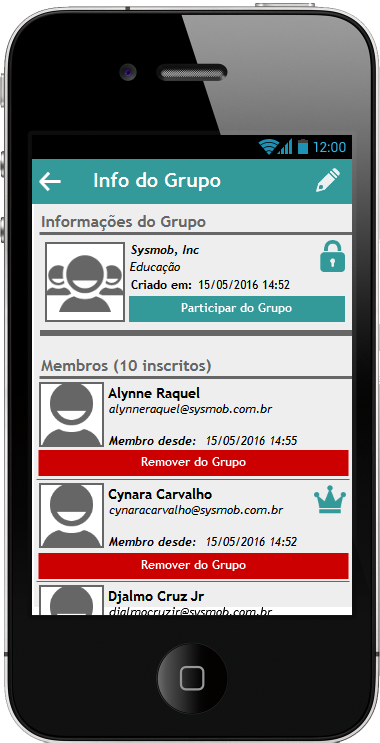 12:00
Info do Grupo
Informações do Grupo
Sysmob, Inc
Educação
Criado em: 15/05/2016 14:52
Participar do Grupo
Membros (10 inscritos)
Alynne Raquel
alynneraquel@sysmob.com.br
Membro desde: 15/05/2016 14:55
Remover do Grupo
Cynara Carvalho
cynaracarvalho@sysmob.com.br
Membro desde: 15/05/2016 14:52
Remover do Grupo
Djalmo Cruz Jr
djalmocruzjr@sysmob.com.br